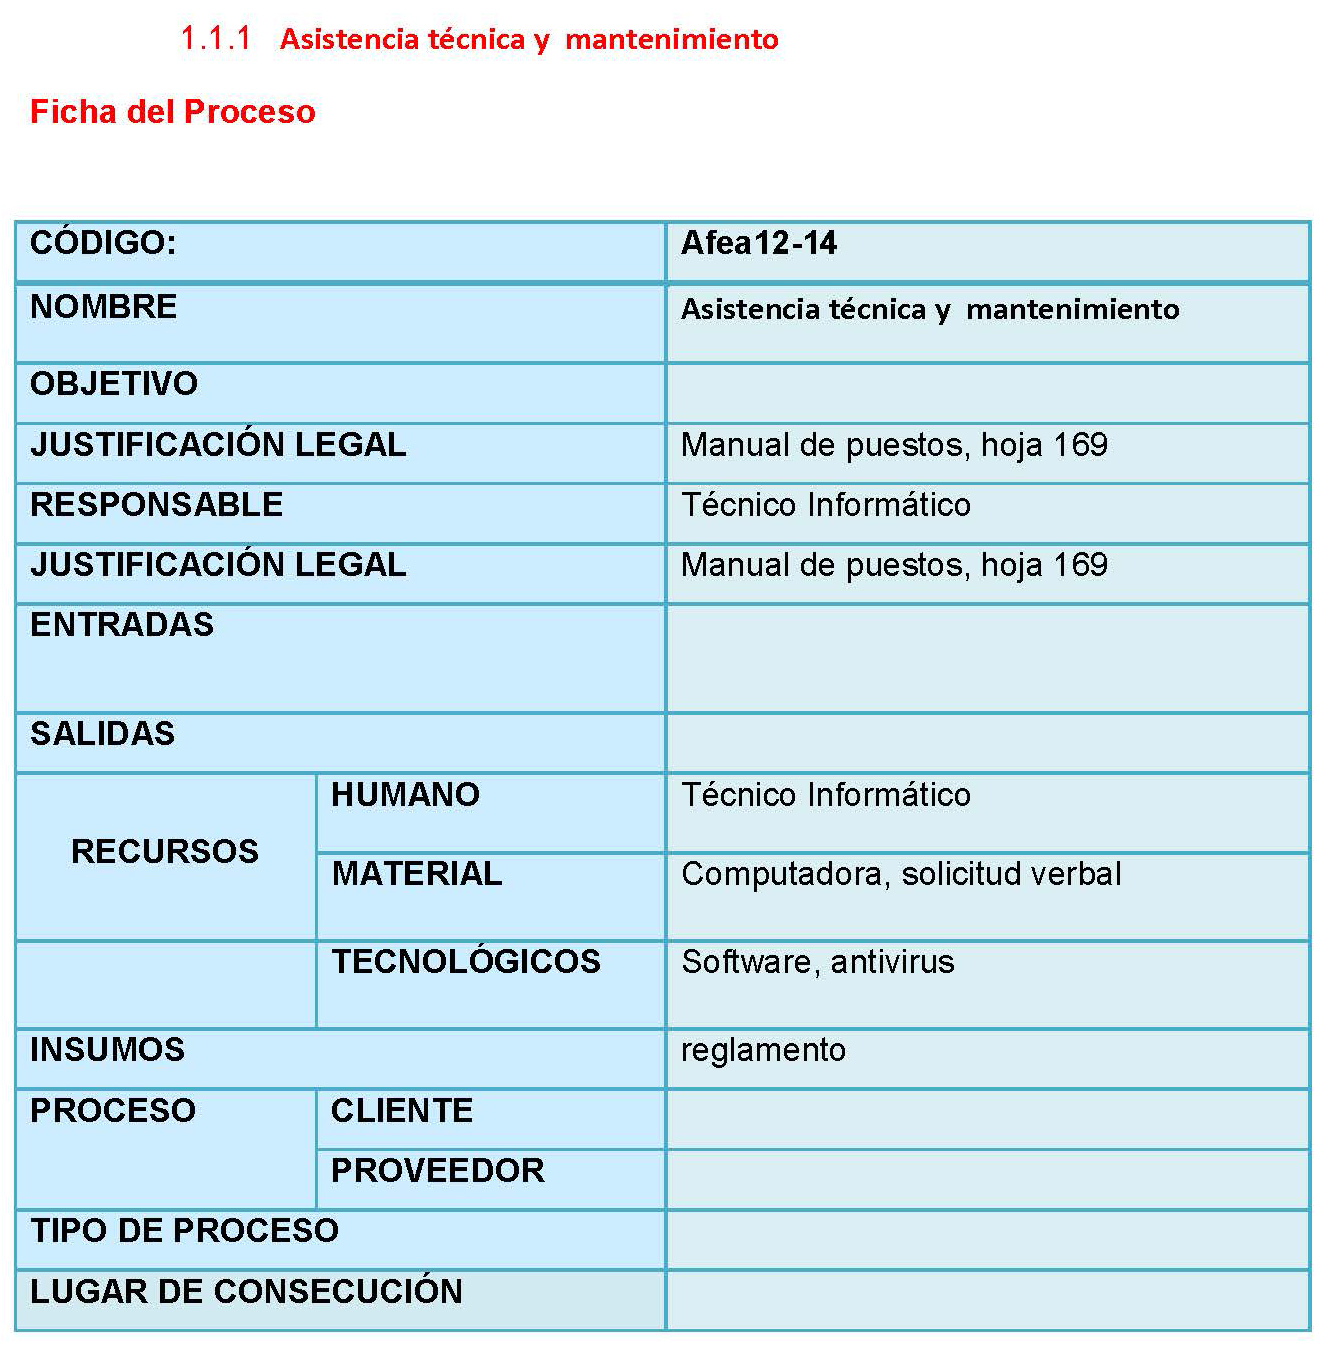 1.1.1 Asistencia técnica y mantenimiento
Ficha del Proceso
CÓDIGO: Afea12-14
NOMBRE Asistencia técnica y mantenimiento
OBJETIVO
JUSTIFICACIÓN LEGAL Manual de puestos, hoja 169
RESPONSABLE Técnico Informático
JUSTIFICACIÓN LEGAL Manual de puestos, hoja 169
ENTRADAS
SALIDAS
RECURSOS
HUMANO Técnico Informático
MATERIAL Computadora, solicitud verbal
TECNOLÓGICOS Software, antivirus
INSUMOS reglamento
PROCESO CLIENTE
PROVEEDOR
TIPO DE PROCESO
LUGAR DE CONSECUCIÓN